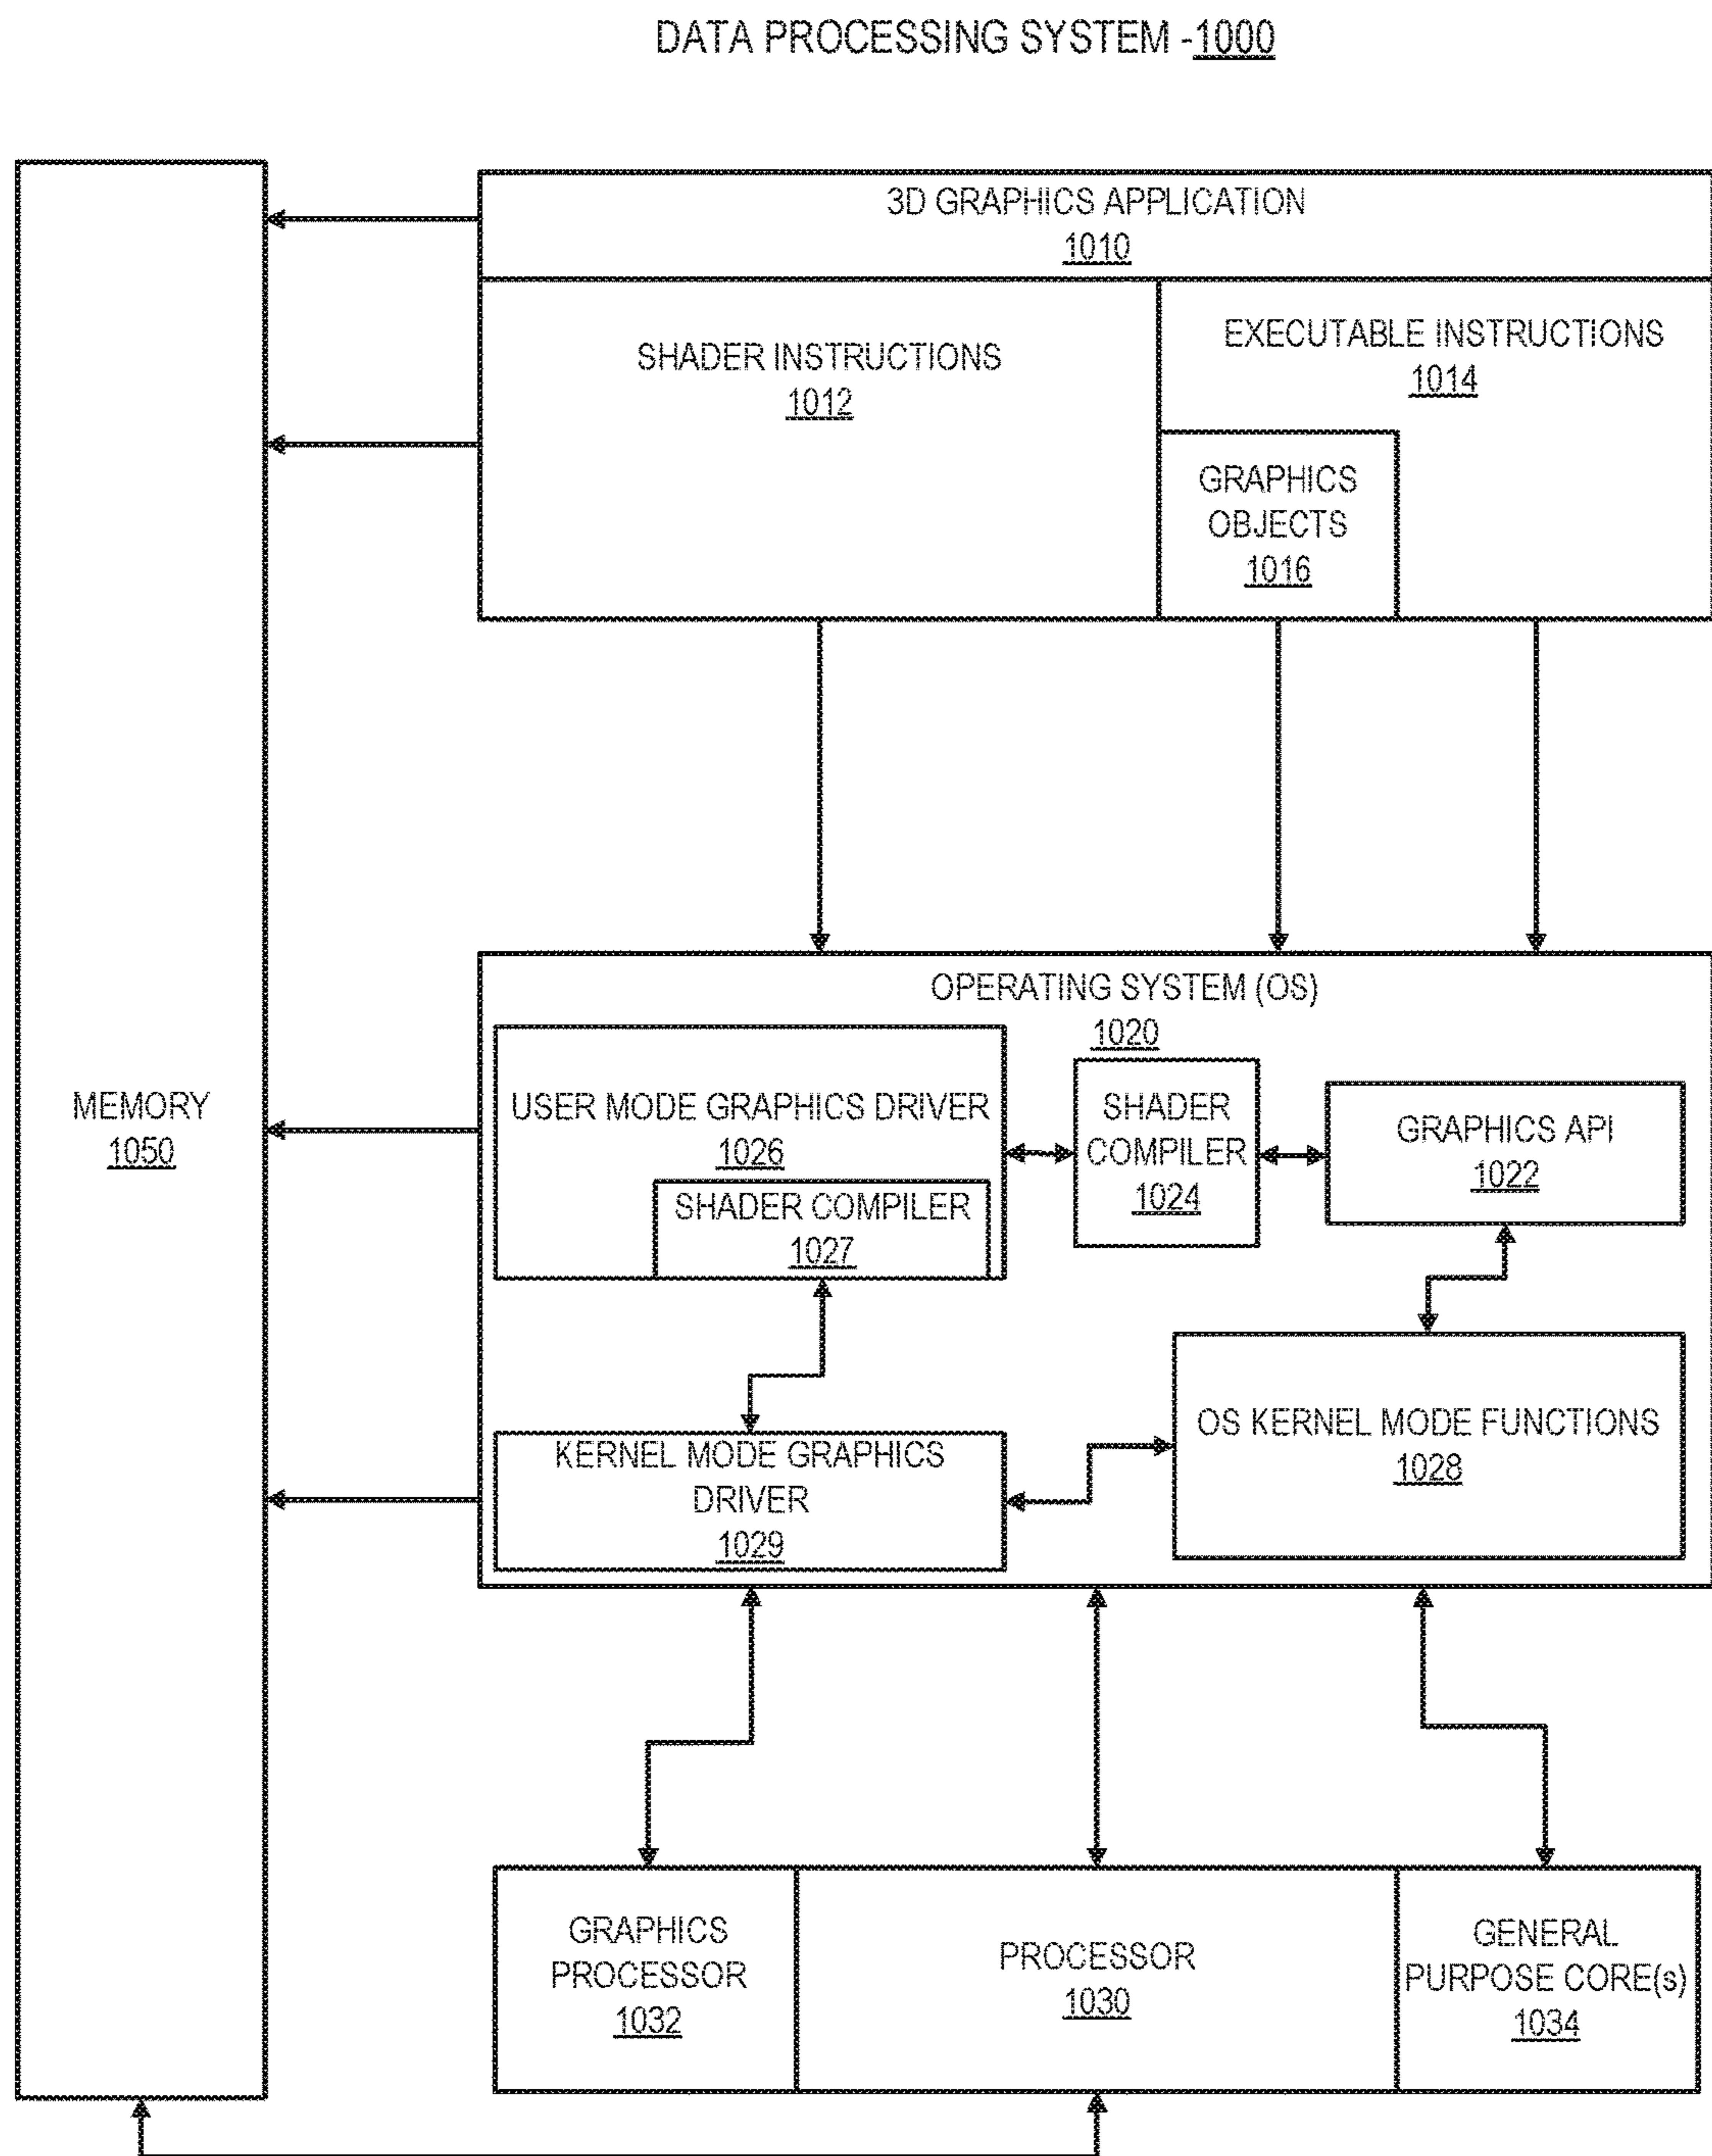 DATA PROCESSING SYSTEM -1000
3D GRAPHICS APPLICATION
1010
SHADER INSTRUCTIONS
1012
EXECUTABLE INSTRUCTIONS
1014
GRAPHICS
OBJECTS
1016
MEMORY
1050
OPERATING SYSTEM (OS)
1020
USER MODE GRAPHICS DRIVER
1026
SHADER COMPILER
1027
SHADER
COMPILER
1024
GRAPHICS API
1022
KERNEL MODE GRAPHICS
DRIVER
1029
OS KERNEL MODE FUNCTIONS
1028
GRAPHICS
PROCESSOR
1032
PROCESSOR
1030
GENERAL
PURPOSE CORE(s)
1034